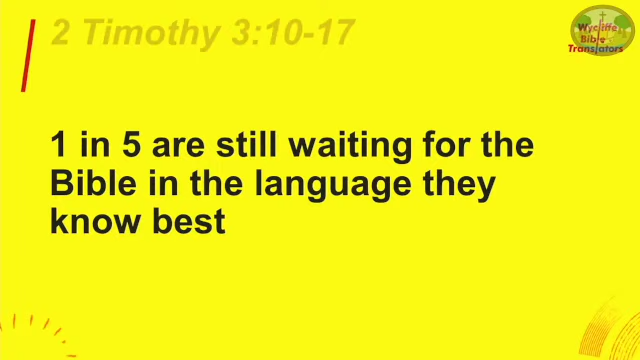 2 Timothy 3:10-17
Wycliffe
Bible
Translators
1 in 5 are still waiting for the
Bible in the language they
know best